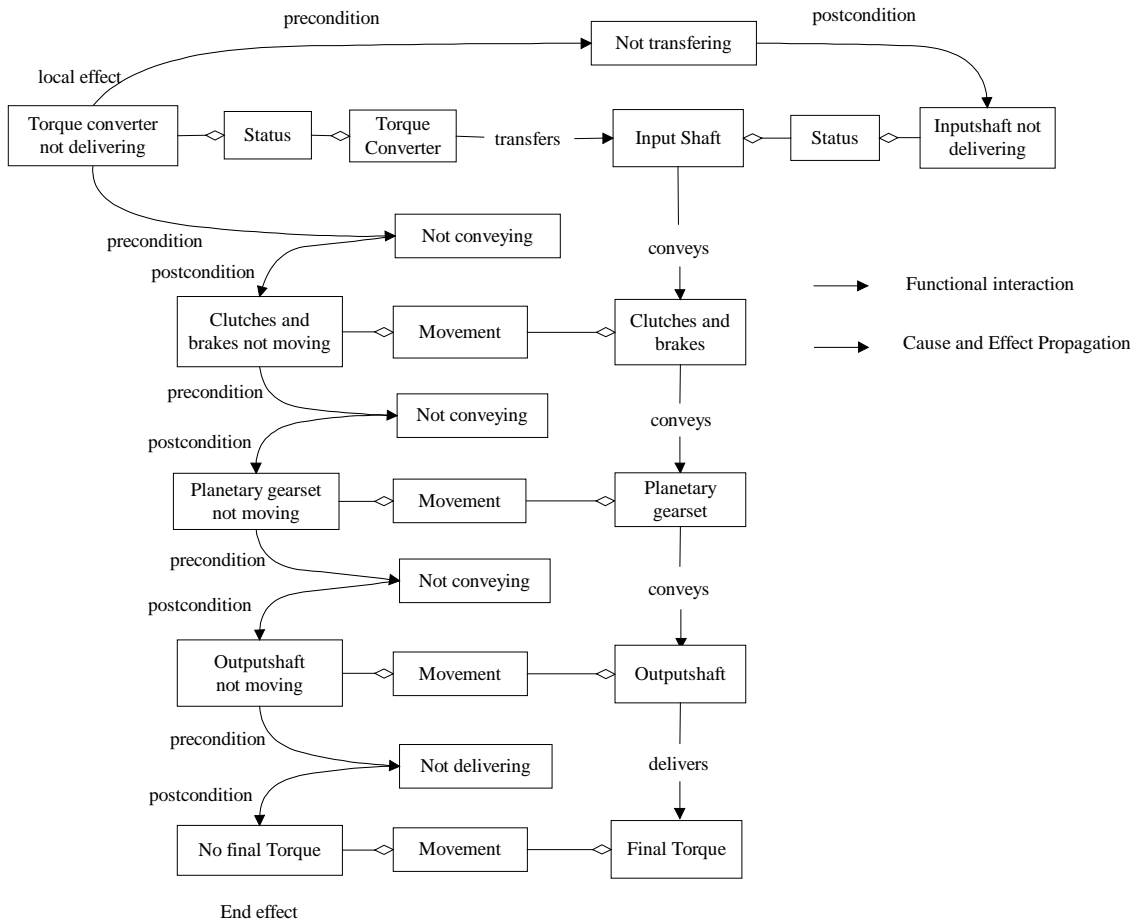 precondition
postcondition
Not transfering
local effect
Torque converter
not delivering
Status
Torque
Converter
transfers
Input Shaft
Status
Inputshaft not
delivering
precondition
Not conveying
postcondition
conveys
Functional interaction
Clutches and
brakes not moving
Movement
Clutches and
brakes
Cause and Effect Propagation
precondition
Not conveying
conveys
postcondition
Planetary gearset
not moving
Movement
Planetary
gearset
precondition
Not conveying
conveys
postcondition
Outputshaft
not moving
Movement
Outputshaft
precondition
Not delivering
delivers
postcondition
No final Torque
Movement
Final Torque
End effect